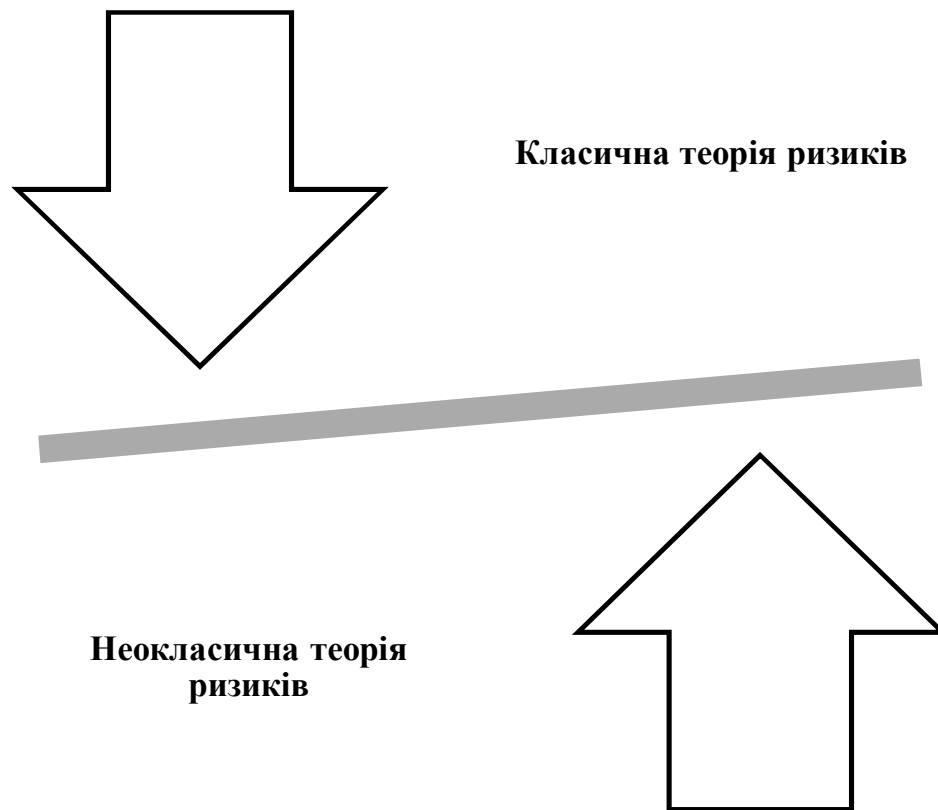 Класична теорія ризиків
Неокласична теорія
ризиків